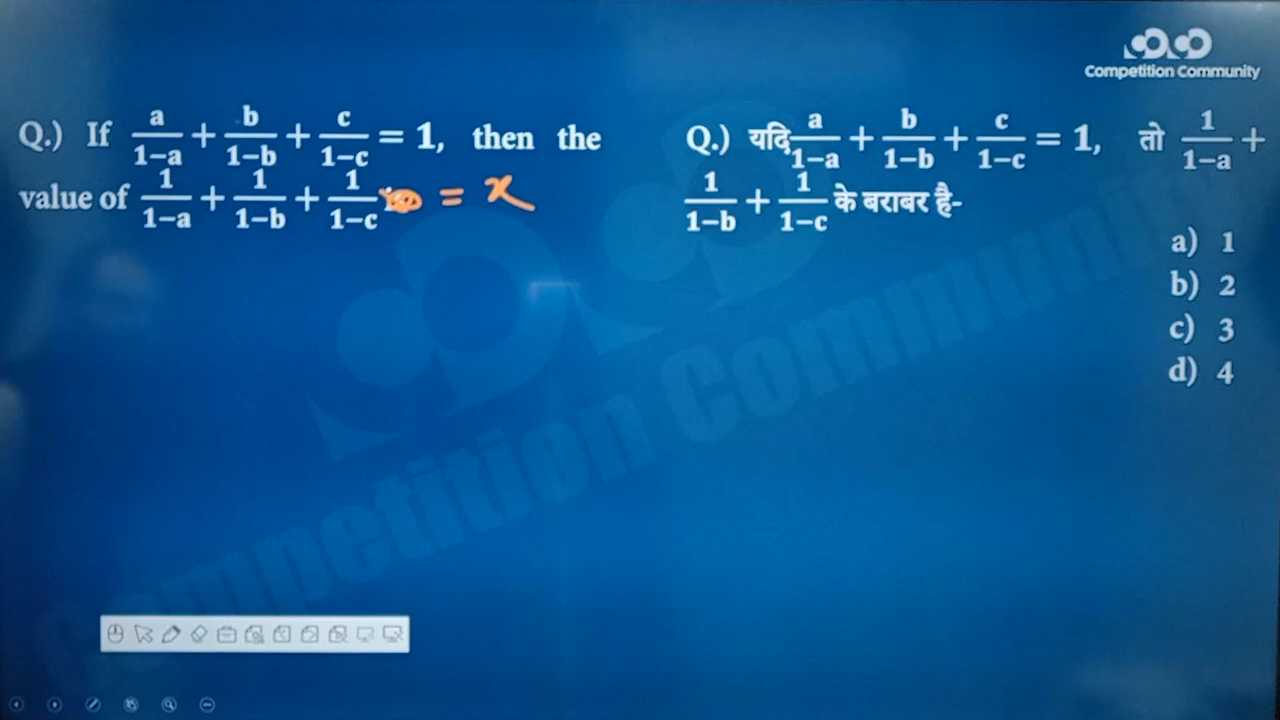 Competition Community
Q.) If a/1-a + b/1-b + c/1-c = 1, then the
value of 1/1-a + 1/1-b + 1/1-c = x
Q.) यदि a/1-a + b/1-b + c/1-c = 1, तो 1/1-a +
1/1-b + 1/1-c के बराबर है-
a) 1
b) 2
c) 3
d) 4
Competition Community